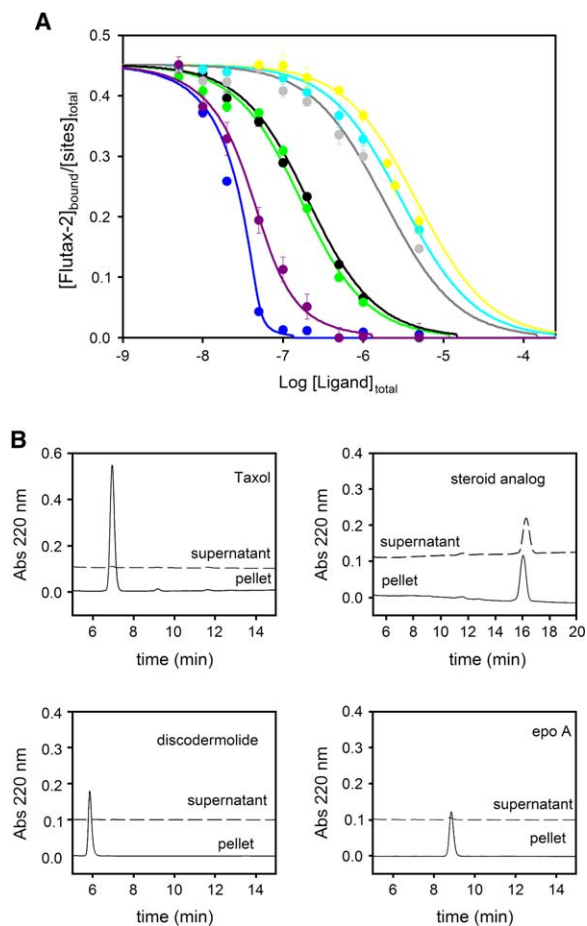 A
[Flutax-2]bound/[sites]total
0.5
0.4
0.3
0.2
0.1
0.0
-9 -8 -7 -6 -5 -4
Log [Ligand]total
B
Abs 220 nm
0.6
0.4
0.2
0.0
Taxol
supernatant
pellet
6 8 10 12 14
time (min)
Abs 220 nm
0.4
0.3
0.2
0.1
0.0
steroid analog
supernatant
pellet
6 8 10 12 14 16 18 20
time (min)
Abs 220 nm
0.4
0.3
0.2
0.1
0.0
discodermolide
supernatant
pellet
6 8 10 12 14
time (min)
Abs 220 nm
0.4
0.3
0.2
0.1
0.0
epo A
supernatant
pellet
6 8 10 12 14
time (min)